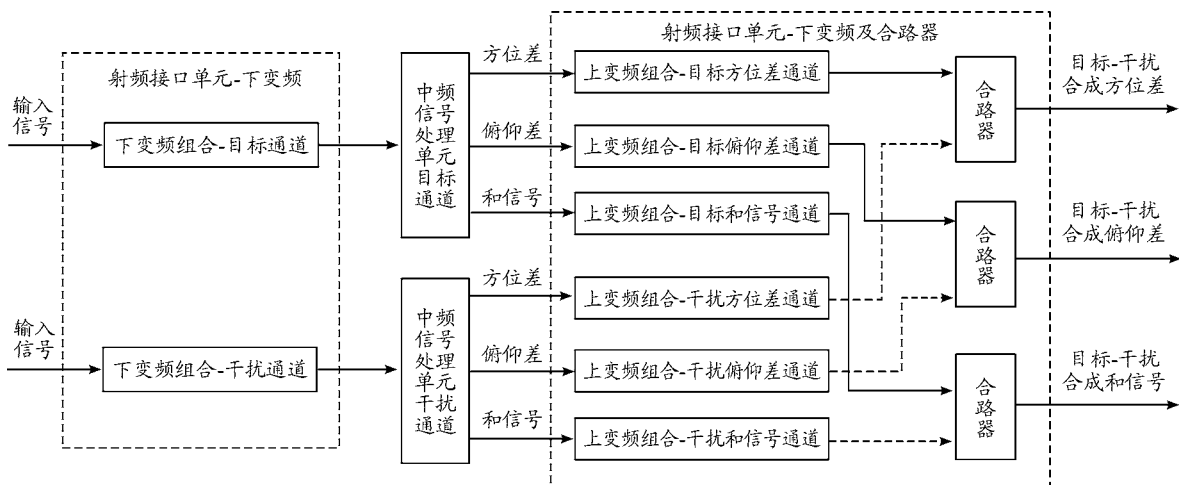 射频接口单元-下变频
输入
信号
下变频组合-目标通道
输入
信号
下变频组合-干扰通道
中频
信号
处理
单元
目标
通道
方位差
俯仰差
和信号
中频
信号
处理
单元
干扰
通道
方位差
俯仰差
和信号
射频接口单元-下变频及合路器
上变频组合-目标方位差通道
上变频组合-目标俯仰差通道
上变频组合-目标和信号通道
上变频组合-干扰方位差通道
上变频组合-干扰俯仰差通道
上变频组合-干扰和信号通道
合
路
器
合
路
器
合
路
器
目标-干扰
合成方位差
目标-干扰
合成俯仰差
目标-干扰
合成和信号